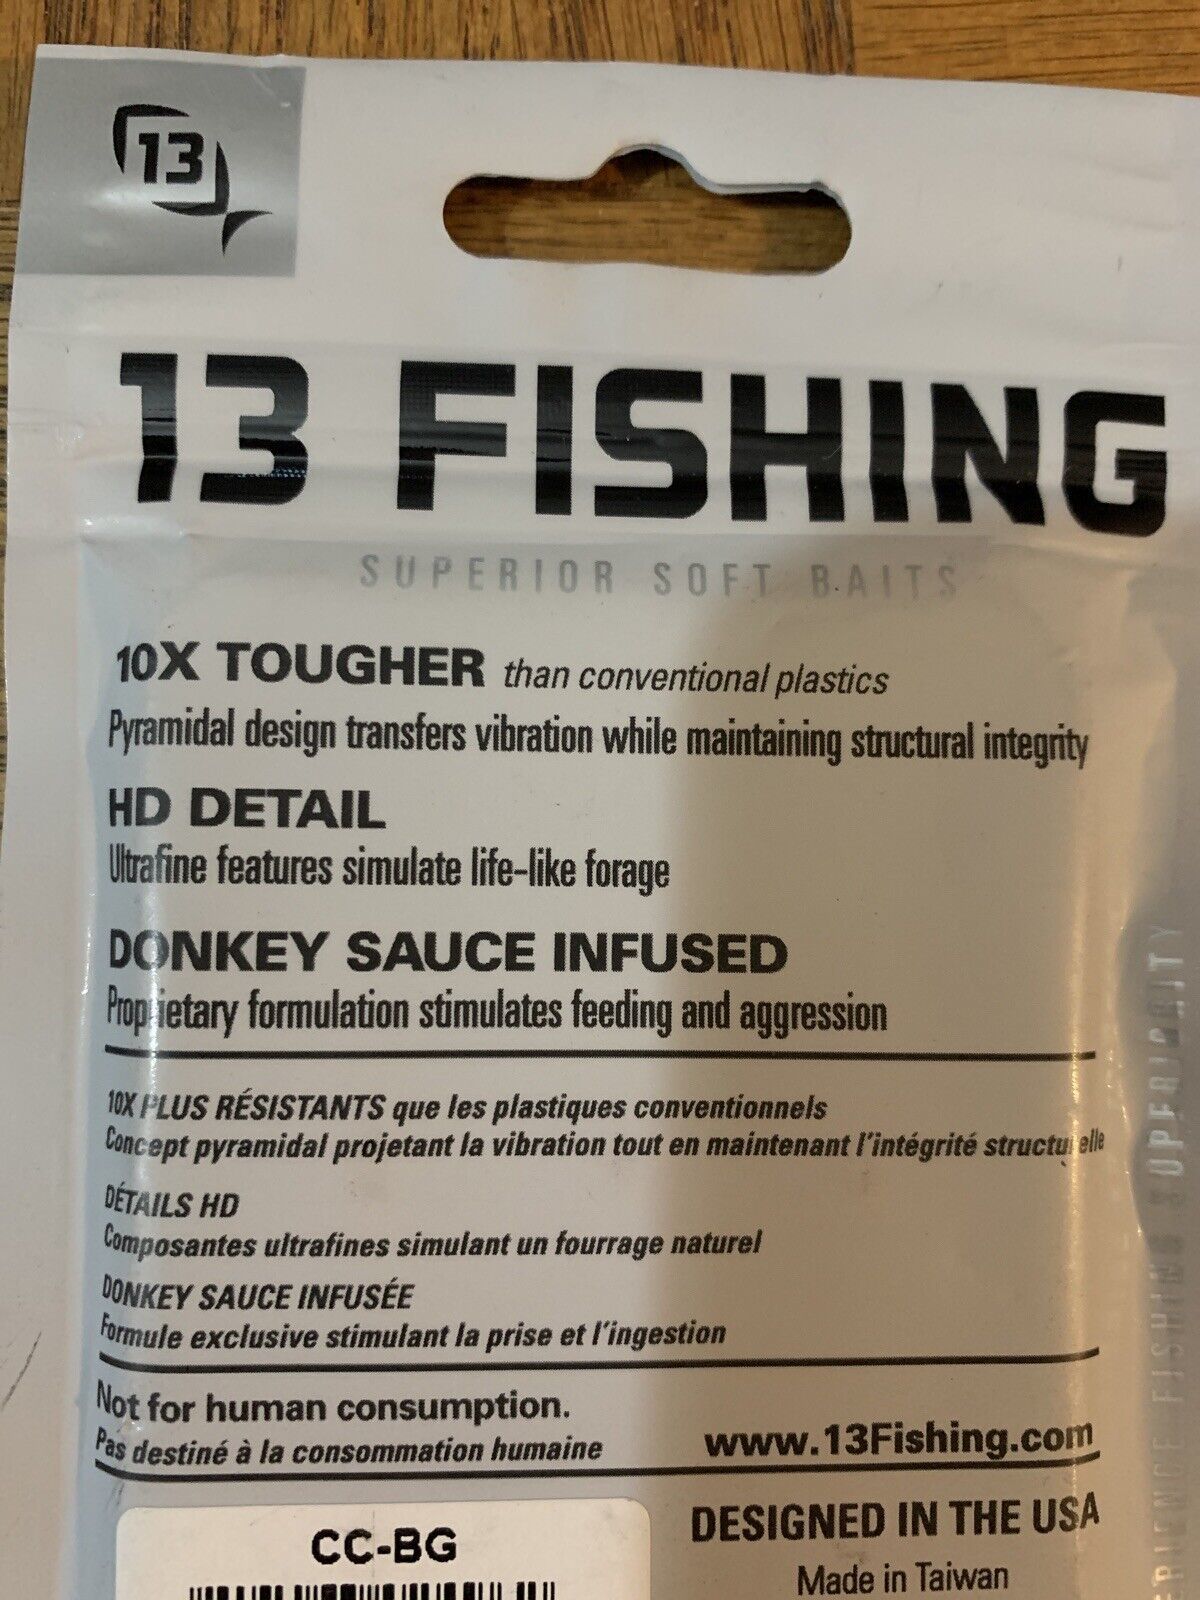 13
13 FISHING
SUPERIOR SOFT BAITS
10X TOUGHER than conventional plastics
Pyramidal design transfers vibration while maintaining structural integrity
HD DETAIL
Ultrafine features simulate life-like forage
DONKEY SAUCE INFUSED
Proprietary formulation stimulates feeding and aggression
10X PLUS RÉSISTANTS que les plastiques conventionnels
Concept pyramidal projetant la vibration tout en maintenant l'intégrité structurelle
DÉTAILS HD
Composantes ultrafines simulant un fourrage naturel
DONKEY SAUCE INFUSÉE
Formule exclusive stimulant la prise et l'ingestion
Not for human consumption.
Pas destiné à la consommation humaine
www.13Fishing.com
CC-BG
DESIGNED IN THE USA
Made in Taiwan
FISHING SUPERIORITY